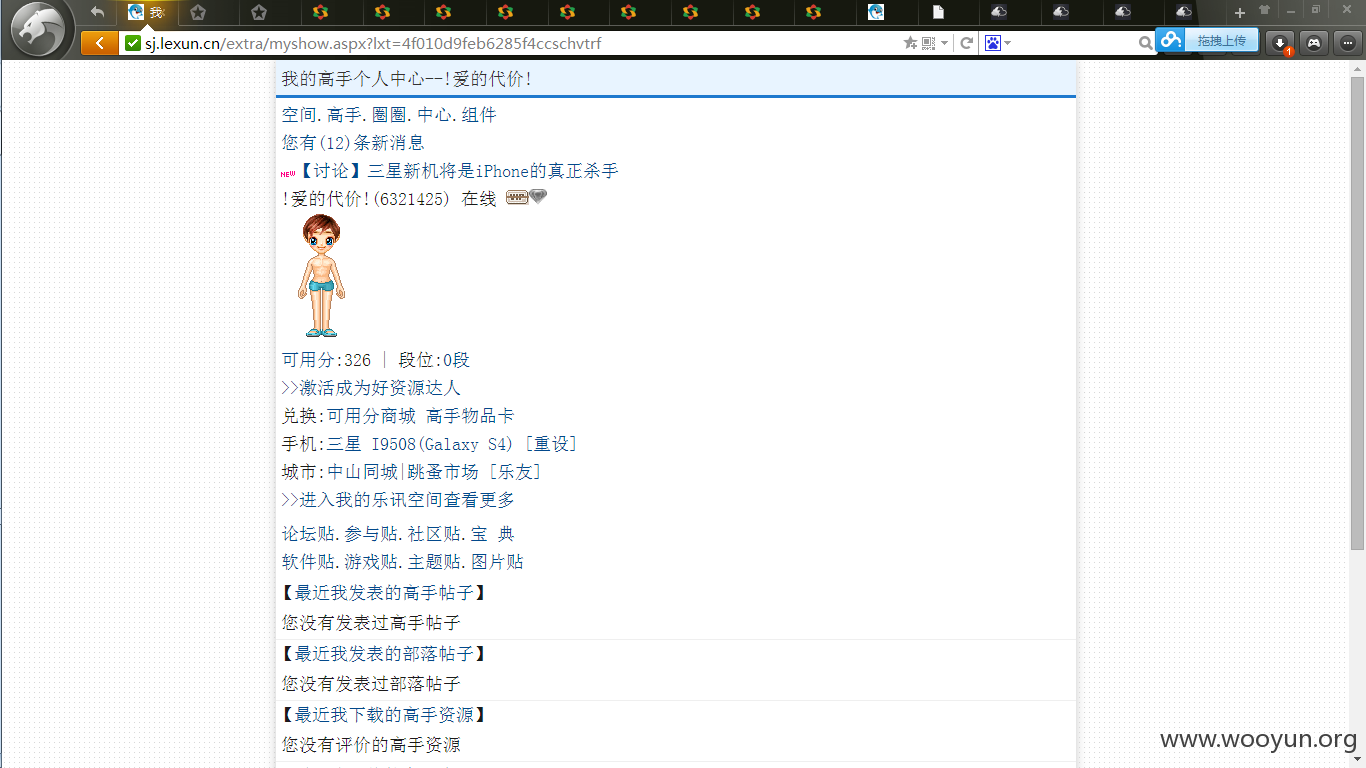 我
sj.lexun.cn/extra/myshow.aspx?lxt=4f010d9feb6285f4ccschvtrf
拖拽上传
1
我的高手个人中心--!爱的代价!
空间.高手.圈圈.中心.组件
您有(12)条新消息
NEW【讨论】三星新机将是iPhone的真正杀手
!爱的代价!(6321425) 在线 VIP
可用分:326 | 段位:0段
>>激活成为好资源达人
兑换:可用分商城 高手物品卡
手机:三星 I9508(Galaxy S4) [重设]
城市:中山同城|跳蚤市场 [乐友]
>>进入我的乐讯空间查看更多
论坛贴.参与贴.社区贴.宝 典
软件贴.游戏贴.主题贴.图片贴
【最近我发表的高手帖子】
您没有发表过高手帖子
【最近我发表的部落帖子】
您没有发表过部落帖子
【最近我下载的高手资源】
您没有评价的高手资源
www.wooyun.org